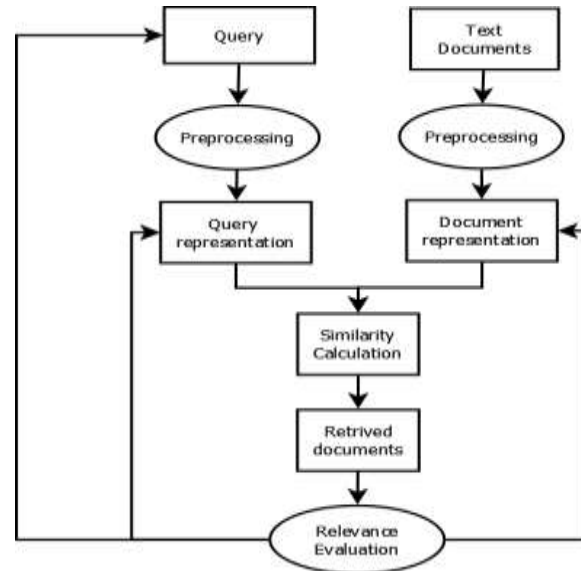 Query
Text
Documents
Preprocessing
Preprocessing
Query
representation
Document
representation
Similarity
Calculation
Retrived
documents
Relevance
Evaluation